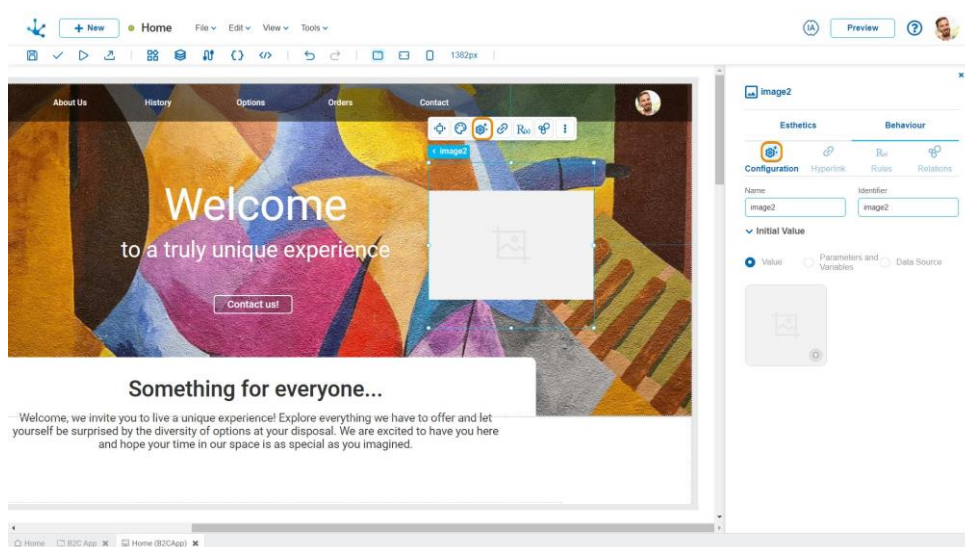 + New
Home
File
Edit
View
Tools
IA
Preview
?
1382px
About Us
History
Options
Orders
Contact
< image2
Welcome
to a truly unique experience
Contact us!
Something for everyone...
Welcome, we invite you to live a unique experience! Explore everything we have to offer and let
yourself be surprised by the diversity of options at your disposal. We are excited to have you here
and hope your time in our space is as special as you imagined.
image2
Esthetics
Behaviour
Configuration
Hyperlink
Rules
Relations
Name
Identifier
image2
image2
Initial Value
Value
Parameters and
Variables
Data Source
Home
B2C App
Home (B2CApp)